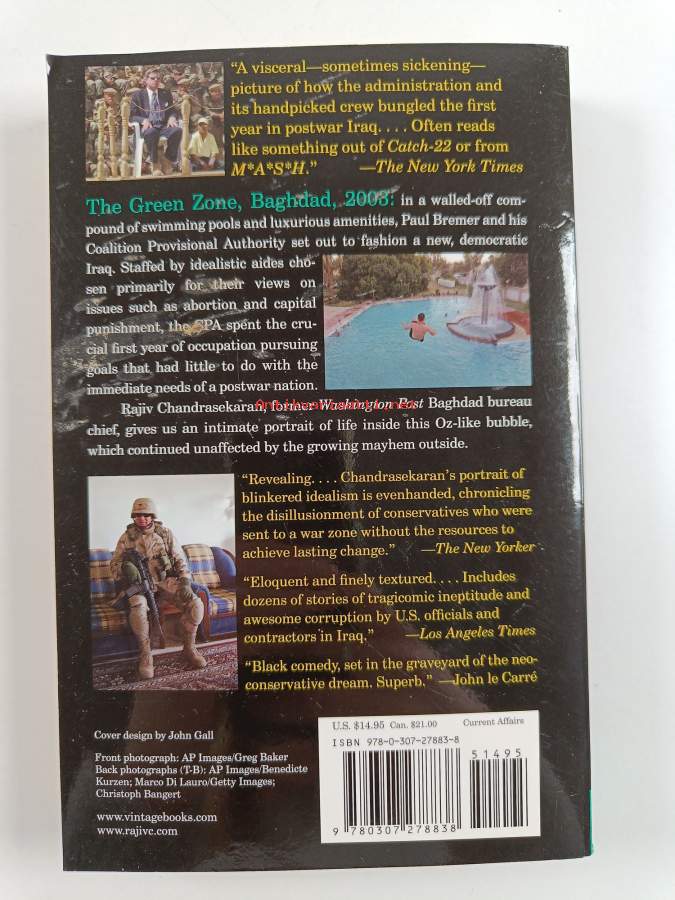 “A visceral—sometimes sickening—
picture of how the administration and
its handpicked crew bungled the first
year in postwar Iraq. . . . Often reads
like something out of Catch-22 or from
M*A*S*H.” —The New York Times
The Green Zone, Baghdad, 2003: in a walled-off com-
pound of swimming pools and luxurious amenities, Paul Bremer and his
Coalition Provisional Authority set out to fashion a new, democratic
Iraq. Staffed by idealistic aides cho-
sen primarily for their views on
issues such as abortion and capital
punishment, the CPA spent the cru-
cial first year of occupation pursuing
goals that had little to do with the
immediate needs of a postwar nation.
Rajiv Chandrasekaran, former Washington Post Baghdad bureau
chief, gives us an intimate portrait of life inside this Oz-like bubble,
which continued unaffected by the growing mayhem outside.
“Revealing. . . . Chandrasekaran’s portrait of
blinkered idealism is evenhanded, chronicling
the disillusionment of conservatives who were
sent to a war zone without the resources to
achieve lasting change.” —The New Yorker
“Eloquent and finely textured. . . . Includes
dozens of stories of tragicomic ineptitude and
awesome corruption by U.S. officials and
contractors in Iraq.” —Los Angeles Times
“Black comedy, set in the graveyard of the neo-
conservative dream. Superb.” —John le Carré
Cover design by John Gall
Front photograph: AP Images/Greg Baker
Back photographs (T-B): AP Images/Benedicte
Kurzen; Marco Di Lauro/Getty Images;
Christoph Bangert
www.vintagebooks.com
www.rajivc.com
U.S. $14.95 Can. $21.00 Current Affairs
ISBN 978-0-307-27883-8
51495
9 780307 278838